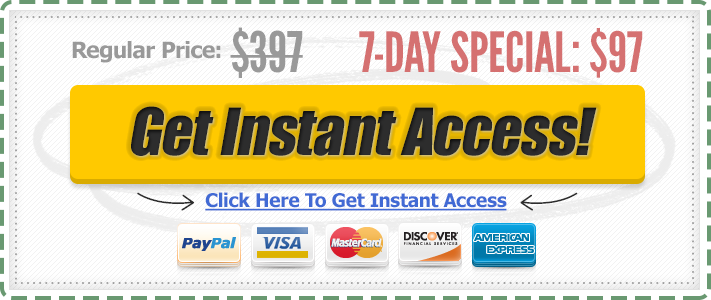 Regular Price: $397 7-DAY SPECIAL: $97
Get Instant Access!
Click Here To Get Instant Access
PayPal VISA MasterCard DISCOVER AMERICAN
FINANCIAL SERVICES EXPRESS